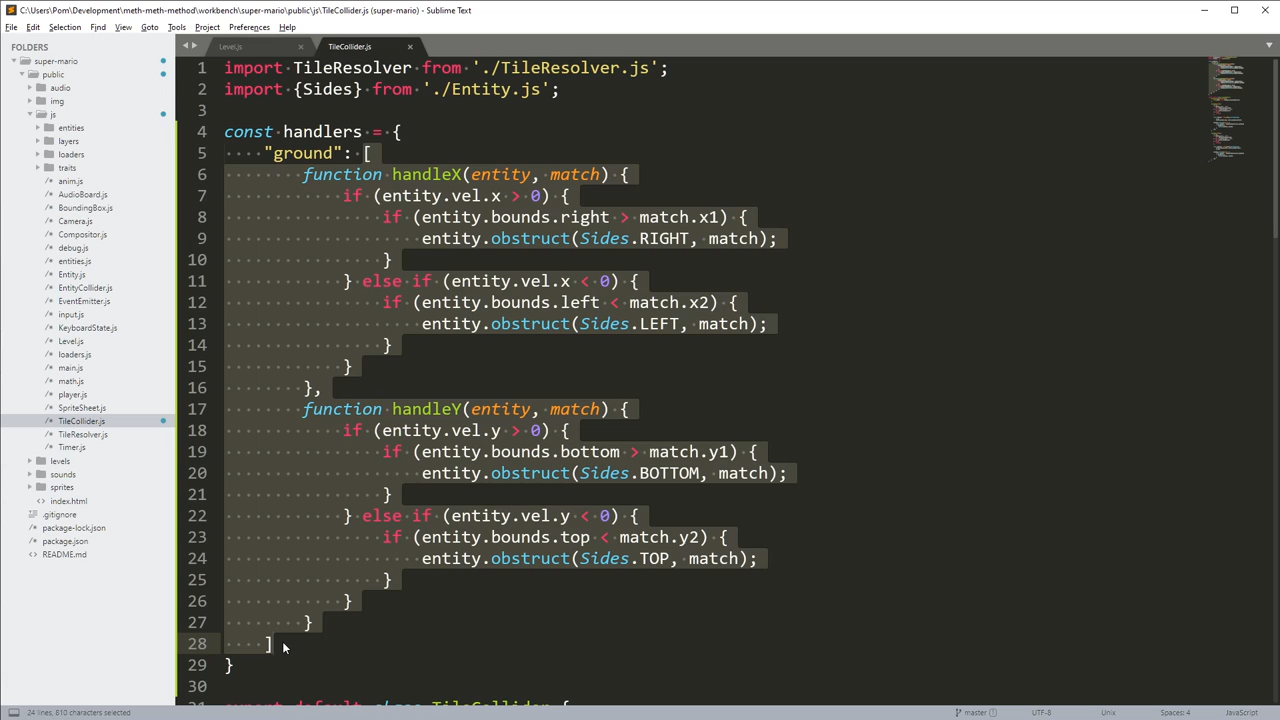 C:\Users\Pom\Development\meth-meth-method\workbench\super-mario\public\js\TileCollider.js (super-mario) - Sublime Text
File Edit Selection Find View Goto Tools Project Preferences Help
FOLDERS
super-mario
public
audio
img
js
entities
layers
loaders
traits
anim.js
AudioBoard.js
BoundingBox.js
Camera.js
Compositor.js
debug.js
entities.js
Entity.js
EntityCollider.js
EventEmitter.js
input.js
KeyboardState.js
Level.js
loaders.js
main.js
math.js
player.js
SpriteSheet.js
TileCollider.js
TileResolver.js
Timer.js
levels
sounds
sprites
index.html
.gitignore
package-lock.json
package.json
README.md
Level.js TileCollider.js
1 import TileResolver from './TileResolver.js';
2 import {Sides} from './Entity.js';
3
4 const handlers = {
5 "ground": [
6 function handleX(entity, match) {
7 if (entity.vel.x > 0) {
8 if (entity.bounds.right > match.x1) {
9 entity.obstruct(Sides.RIGHT, match);
10 }
11 } else if (entity.vel.x < 0) {
12 if (entity.bounds.left < match.x2) {
13 entity.obstruct(Sides.LEFT, match);
14 }
15 }
16 },
17 function handleY(entity, match) {
18 if (entity.vel.y > 0) {
19 if (entity.bounds.bottom > match.y1) {
20 entity.obstruct(Sides.BOTTOM, match);
21 }
22 } else if (entity.vel.y < 0) {
23 if (entity.bounds.top < match.y2) {
24 entity.obstruct(Sides.TOP, match);
25 }
26 }
27 }
28 ]
29 }
30
export default class TileCollider {
24 lines, 810 characters selected master UTF-8 Unix Spaces: 4 JavaScript